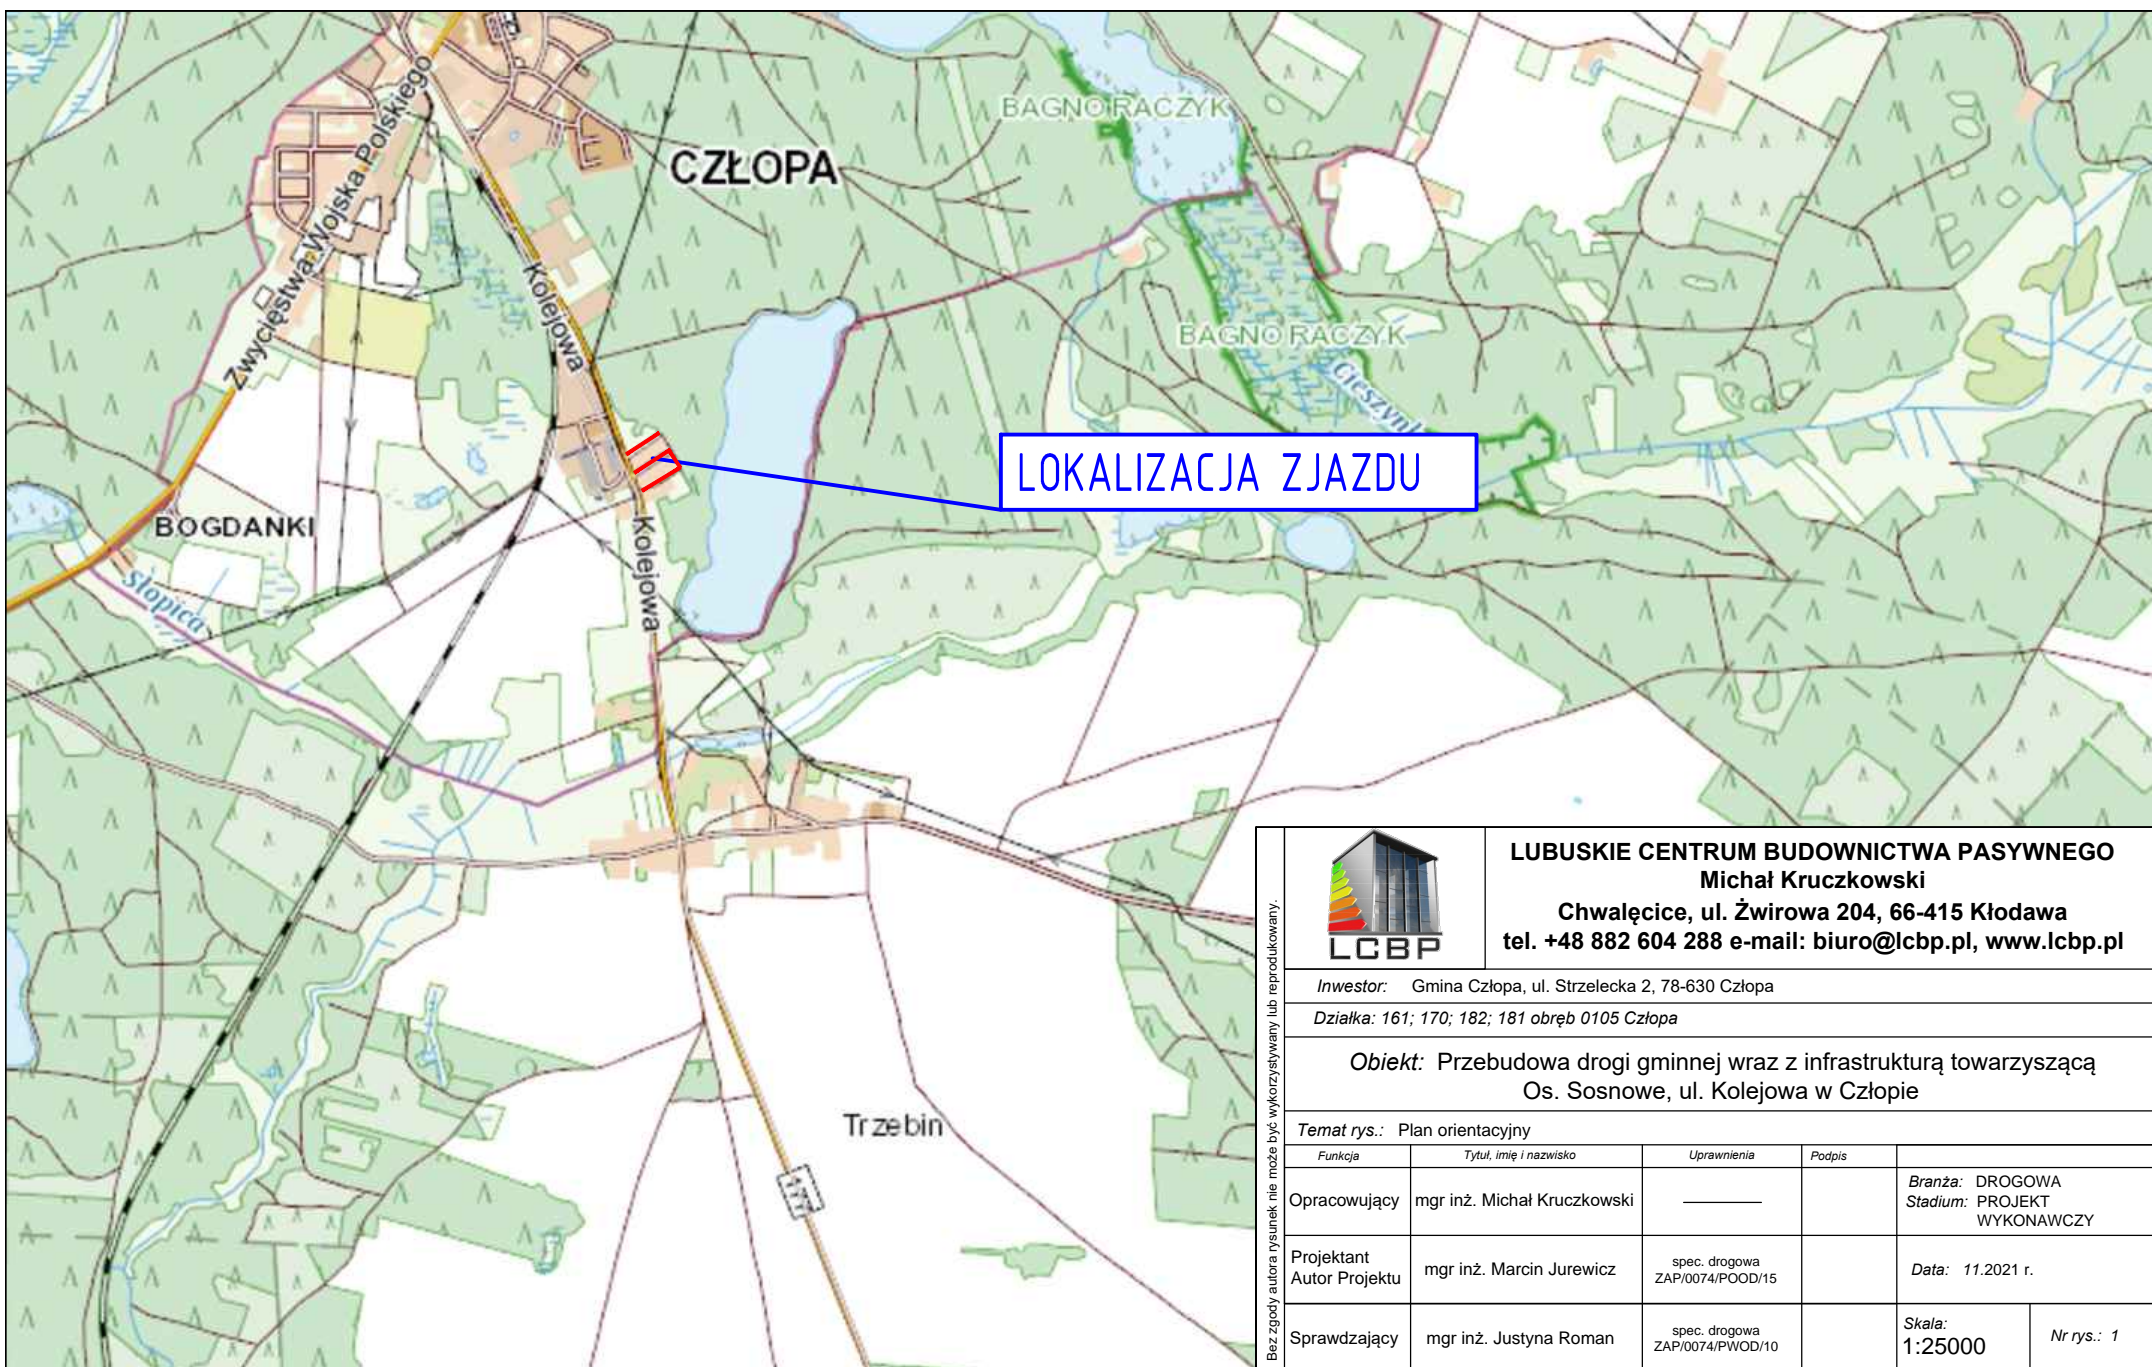 BAGNO RACZYK
CZŁOPA
Zwycięstwa Wojska Polskiego
Kolejowa
BAGNO RACZYK
LOKALIZACJA ZJAZDU
BOGDANKI
Kolejowa
Słopica
Trzebin
177
Bez zgody autora rysunek nie może być wykorzystywany lub reprodukowany.
LCBP
LUBUSKIE CENTRUM BUDOWNICTWA PASYWNEGO
Michał Kruczkowski
Chwalęcice, ul. Żwirowa 204, 66-415 Kłodawa
tel. +48 882 604 288 e-mail: biuro@lcbp.pl, www.lcbp.pl
Inwestor: Gmina Człopa, ul. Strzelecka 2, 78-630 Człopa
Działka: 161; 170; 182; 181 obręb 0105 Człopa
Obiekt: Przebudowa drogi gminnej wraz z infrastrukturą towarzyszącą
Os. Sosnowe, ul. Kolejowa w Człopie
Temat rys.: Plan orientacyjny
Funkcja Tytuł, imię i nazwisko Uprawnienia Podpis
Opracowujący mgr inż. Michał Kruczkowski
Branża: DROGOWA
Stadium: PROJEKT
WYKONAWCZY
Projektant
Autor Projektu
mgr inż. Marcin Jurewicz
spec. drogowa
ZAP/0074/POOD/15
Data: 11.2021 r.
Sprawdzający mgr inż. Justyna Roman
spec. drogowa
ZAP/0074/PWOD/10
Skala:
1:25000
Nr rys.: 1